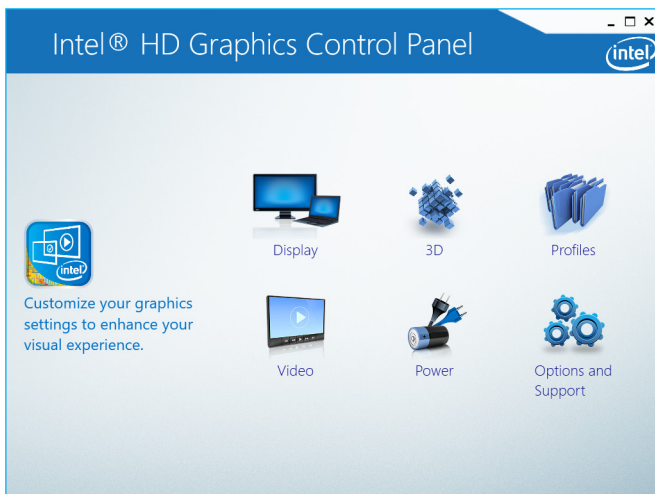 Intel® HD Graphics Control Panel
intel
Display
3D
Profiles
intel
Customize your graphics
settings to enhance your
visual experience.
Video
Power
Options and
Support